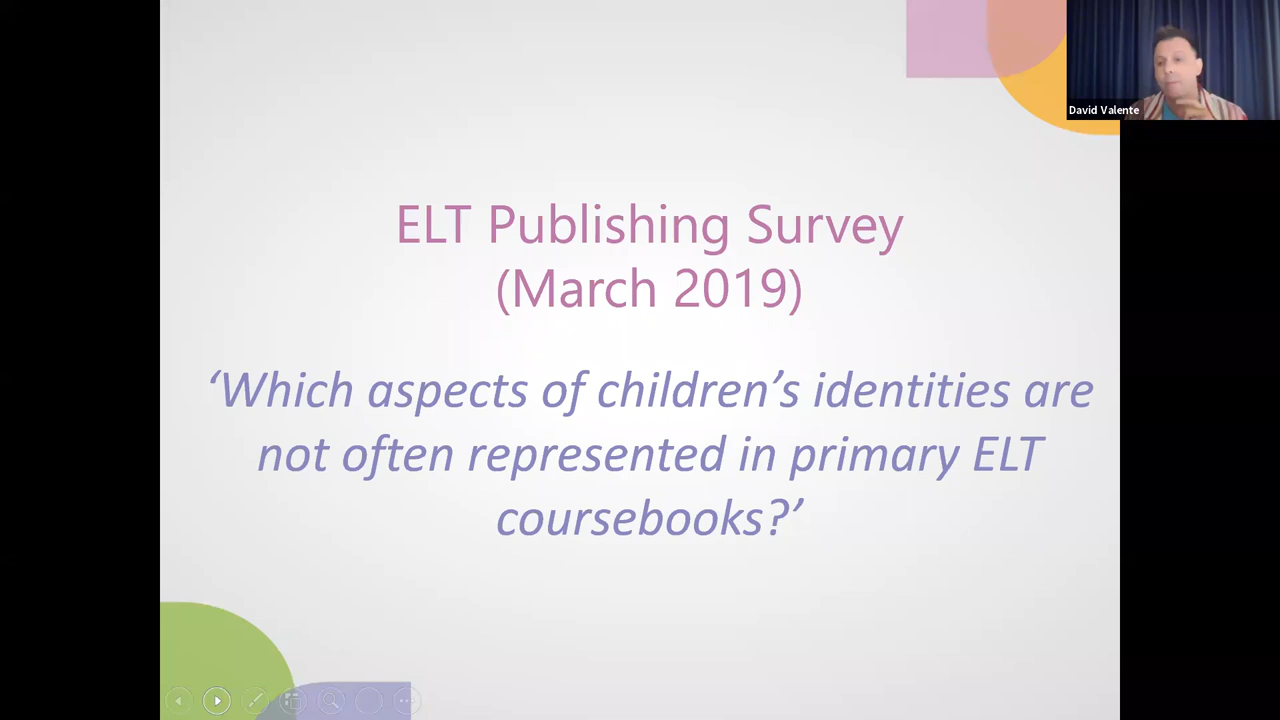 David Valente
ELT Publishing Survey
(March 2019)
‘Which aspects of children’s identities are
not often represented in primary ELT
coursebooks?’